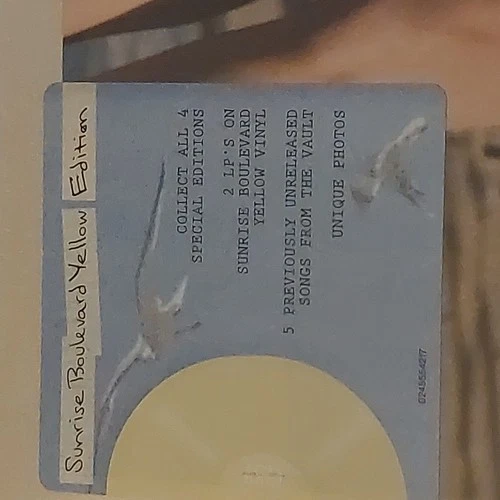 Sunrise Boulevard Yellow Edition
COLLECT ALL 4
SPECIAL EDITIONS
2 LP'S ON
SUNRISE BOULEVARD
YELLOW VINYL
5 PREVIOUSLY UNRELEASED
SONGS FROM THE VAULT
UNIQUE PHOTOS